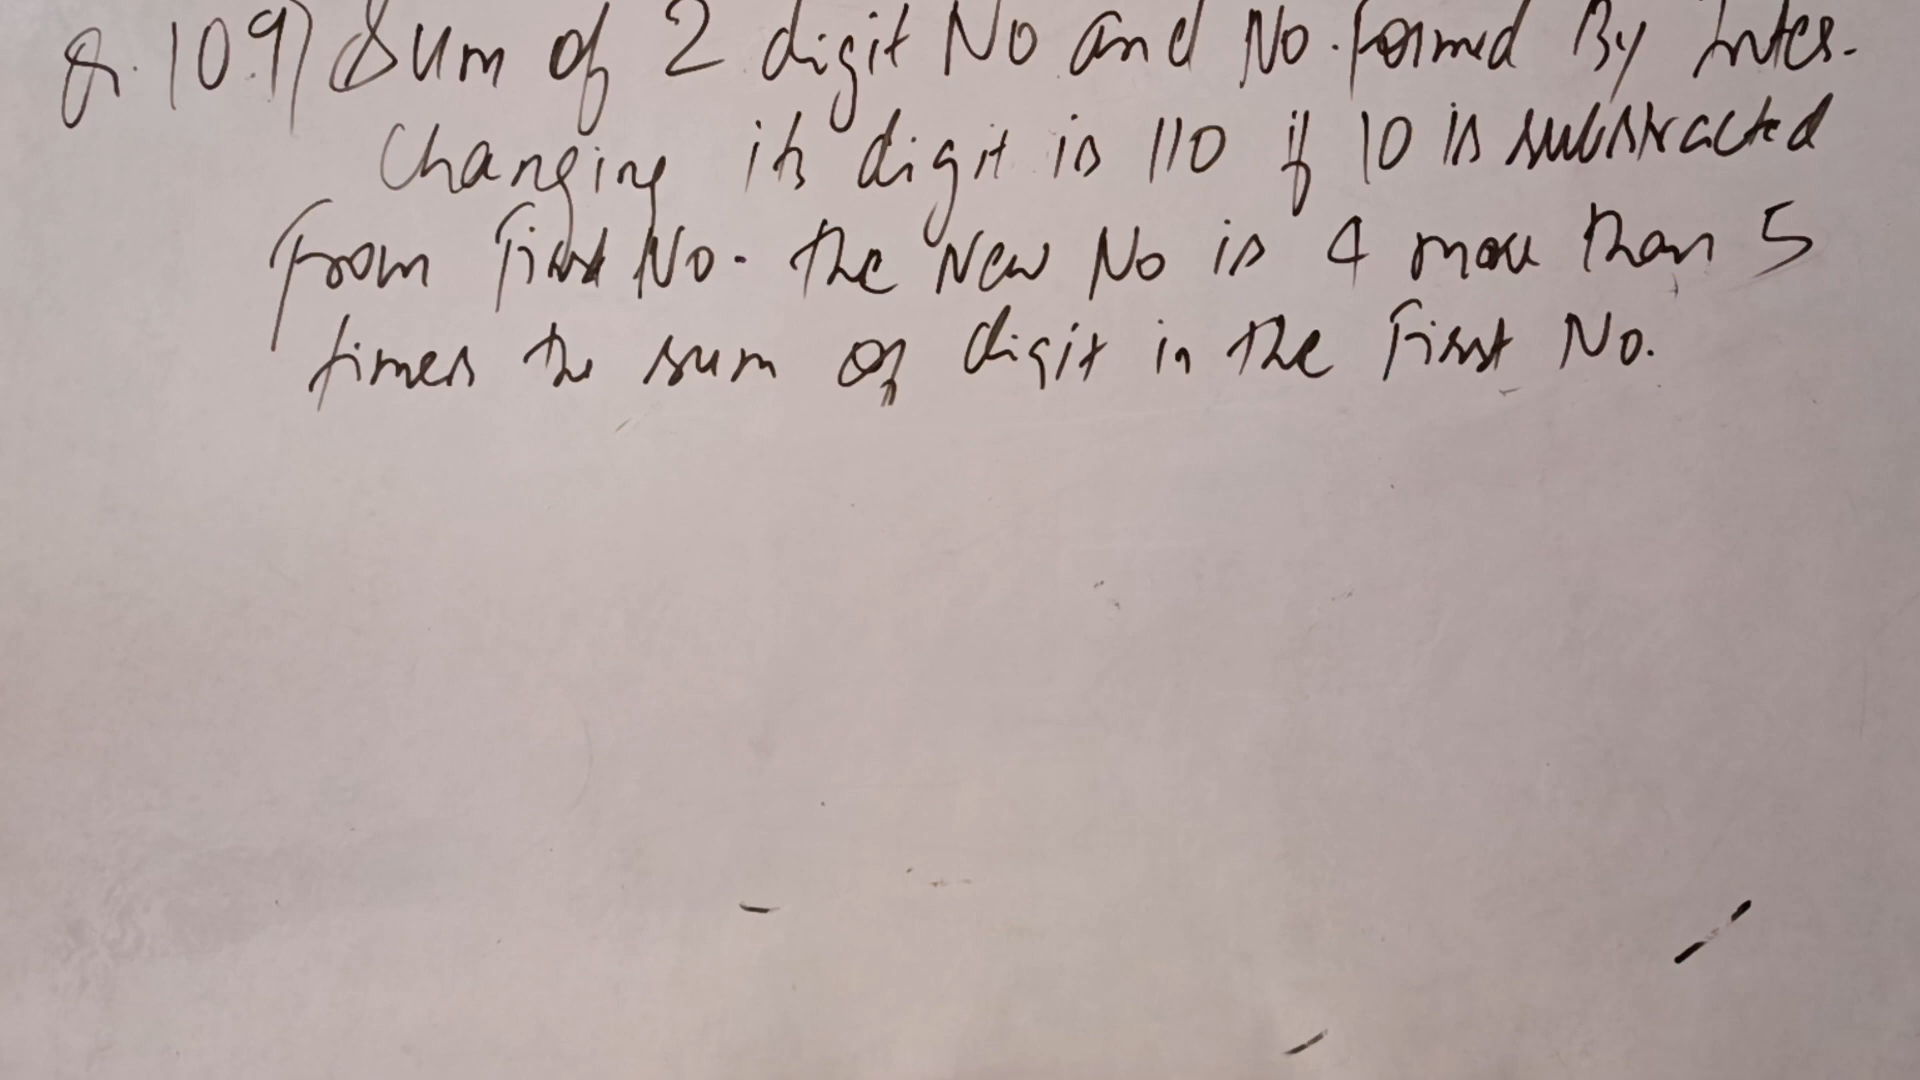 Q. 109) Sum of 2 digit No and No. formed By Inter-
Changing its digit is 110 if 10 is substracted
From First No. the New No is 4 more than 5
times the sum of digit in the First No.